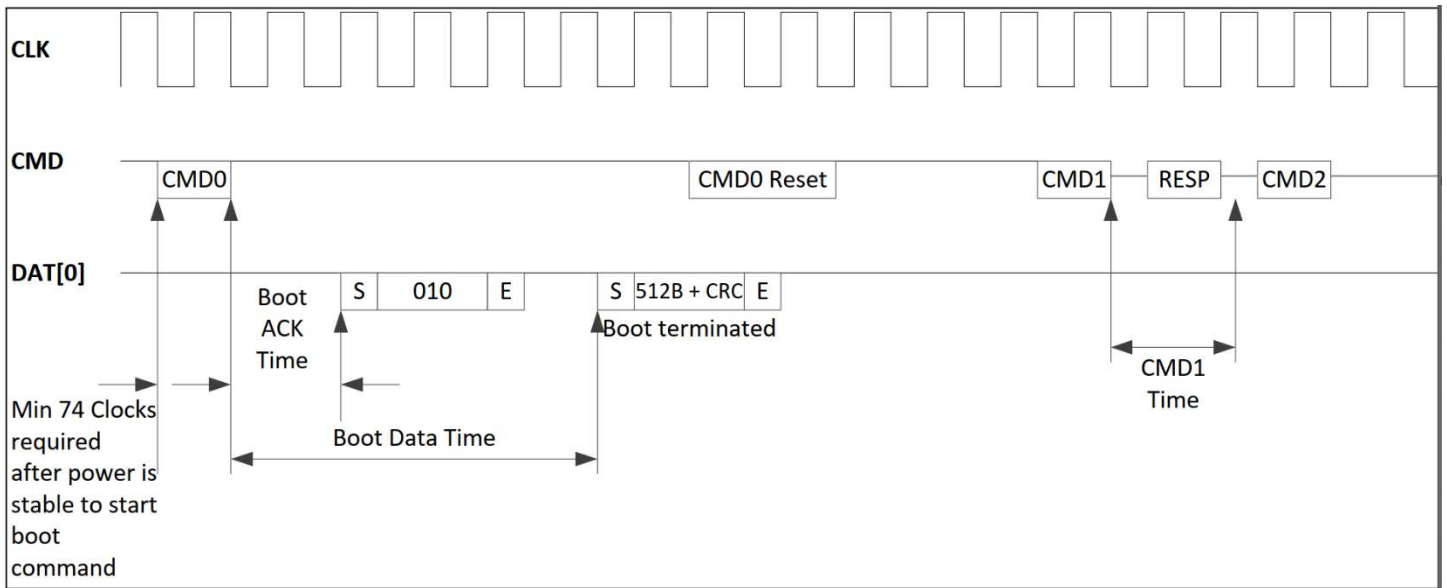 CLK
CMD
CMD0
CMD0 Reset
CMD1
RESP
CMD2
DAT[0]
Boot
ACK
Time
S
010
E
S
512B + CRC
E
Boot terminated
CMD1
Time
Min 74 Clocks
required
after power is
stable to start
boot
command
Boot Data Time